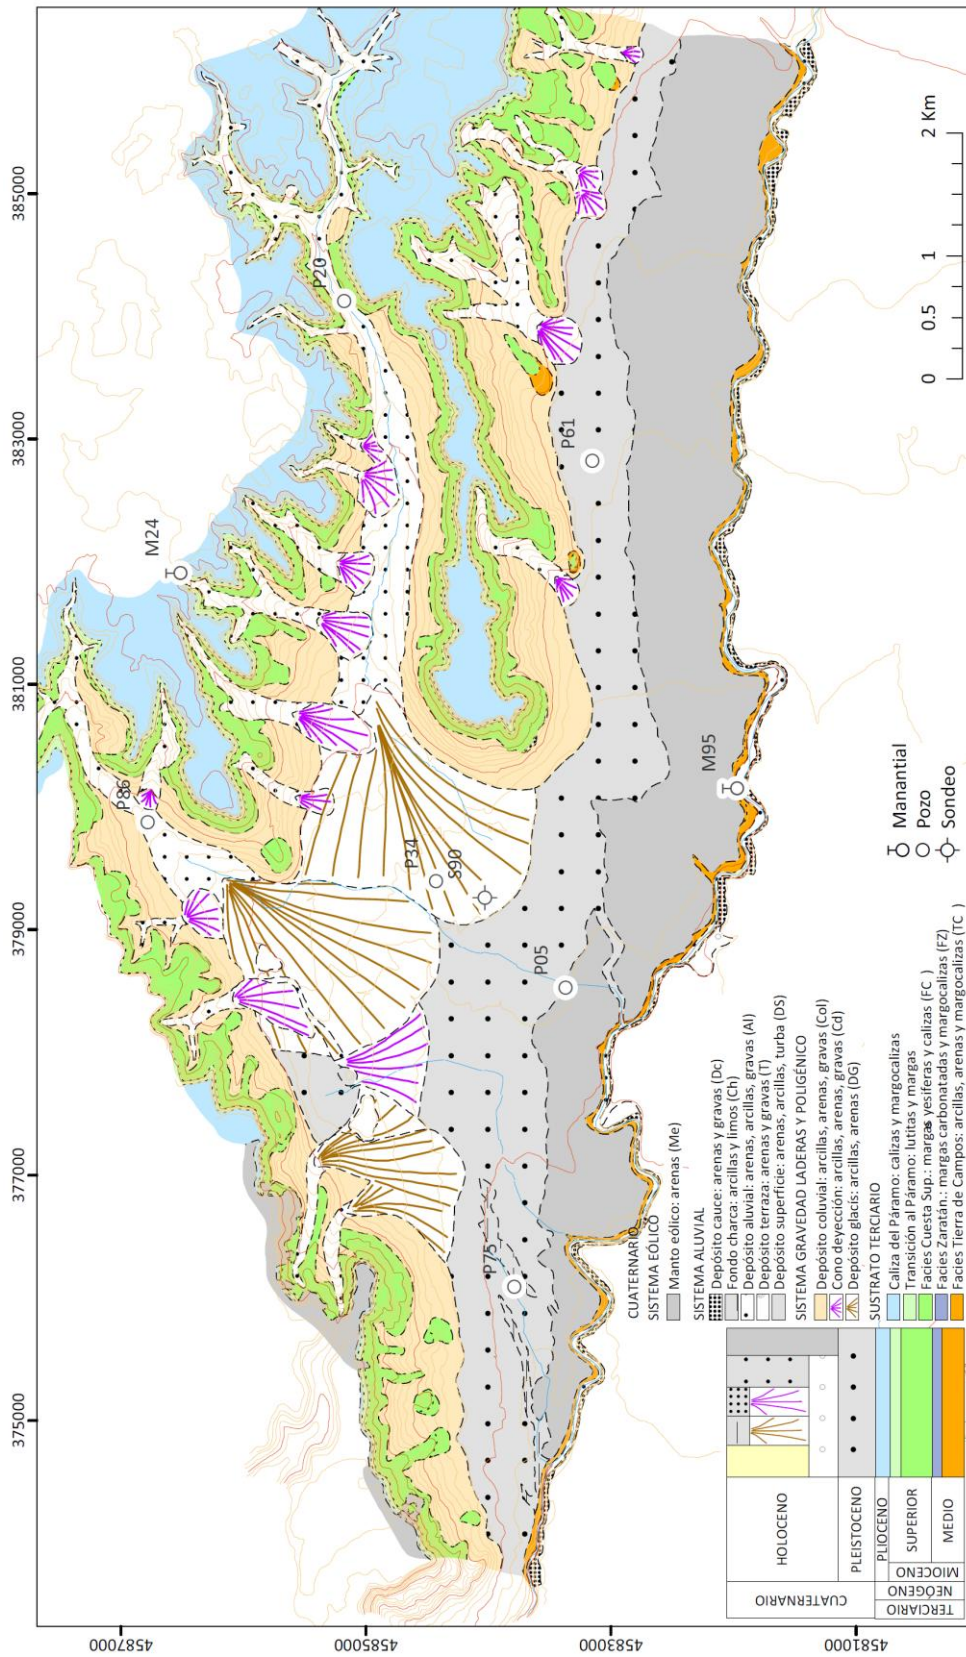 375000
377000
379000
381000
383000
385000
4587000
4585000
4583000
4581000
M24
P20
P86
P34
S90
P61
P05
P75
M95
0 0.5 1 2 Km
Manantial
Pozo
Sondeo
CUATERNARIO
SISTEMA EÓLICO
Manto eólico: arenas (Me)
SISTEMA ALUVIAL
Depósito cauce: arenas y gravas (Dc)
Fondo charca: arcillas y limos (Ch)
Depósito aluvial: arenas, arcillas, gravas (Al)
Depósito terraza: arenas y gravas (T)
Depósito superficie: arenas, arcillas, turba (DS)
SISTEMA GRAVEDAD LADERAS Y POLIGÉNICO
Depósito coluvial: arcillas, arenas, gravas (Col)
Cono deyección: arcillas, arenas, gravas (Cd)
Depósito glacis: arcillas, arenas (DG)
SUSTRATO TERCIARIO
Caliza del Páramo: calizas y margocalizas
Transición al Páramo: lutitas y margas
Facies Cuesta Sup.: margas yesíferas y calizas (FC )
Facies Zaratán.: margas carbonatadas y margocalizas (FZ)
Facies Tierra de Campos: arcillas, arenas y margocalizas (TC )
CUATERNARIO
HOLOCENO
PLEISTOCENO
TERCIARIO
NEÓGENO
PLIOCENO
MIOCENO
SUPERIOR
MEDIO